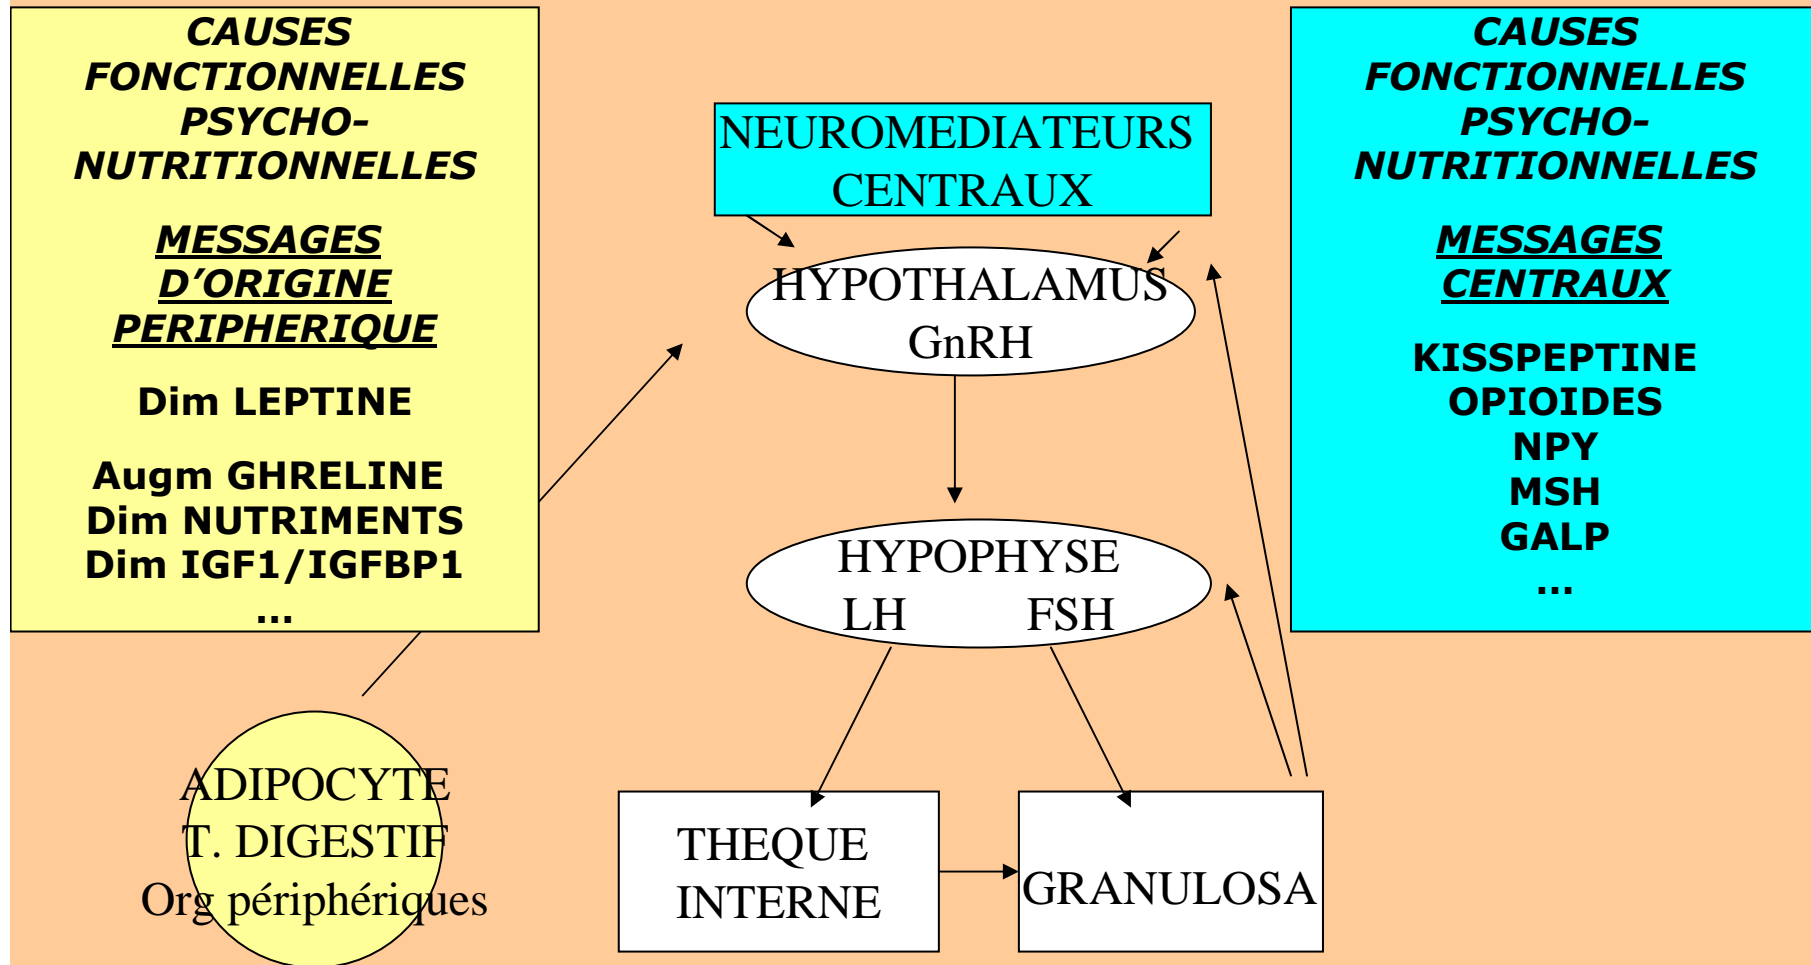 CAUSES
FONCTIONNELLES
PSYCHO-
NUTRITIONNELLES
MESSAGES
D’ORIGINE
PERIPHERIQUE
Dim LEPTINE
Augm GHRELINE
Dim NUTRIMENTS
Dim IGF1/IGFBP1
...
NEUROMEDIATEURS
CENTRAUX
HYPOTHALAMUS
GnRH
HYPOPHYSE
LH FSH
THEQUE
INTERNE
GRANULOSA
ADIPOCYTE
T. DIGESTIF
Org périphériques
CAUSES
FONCTIONNELLES
PSYCHO-
NUTRITIONNELLES
MESSAGES
CENTRAUX
KISSPEPTINE
OPIOIDES
NPY
MSH
GALP
...